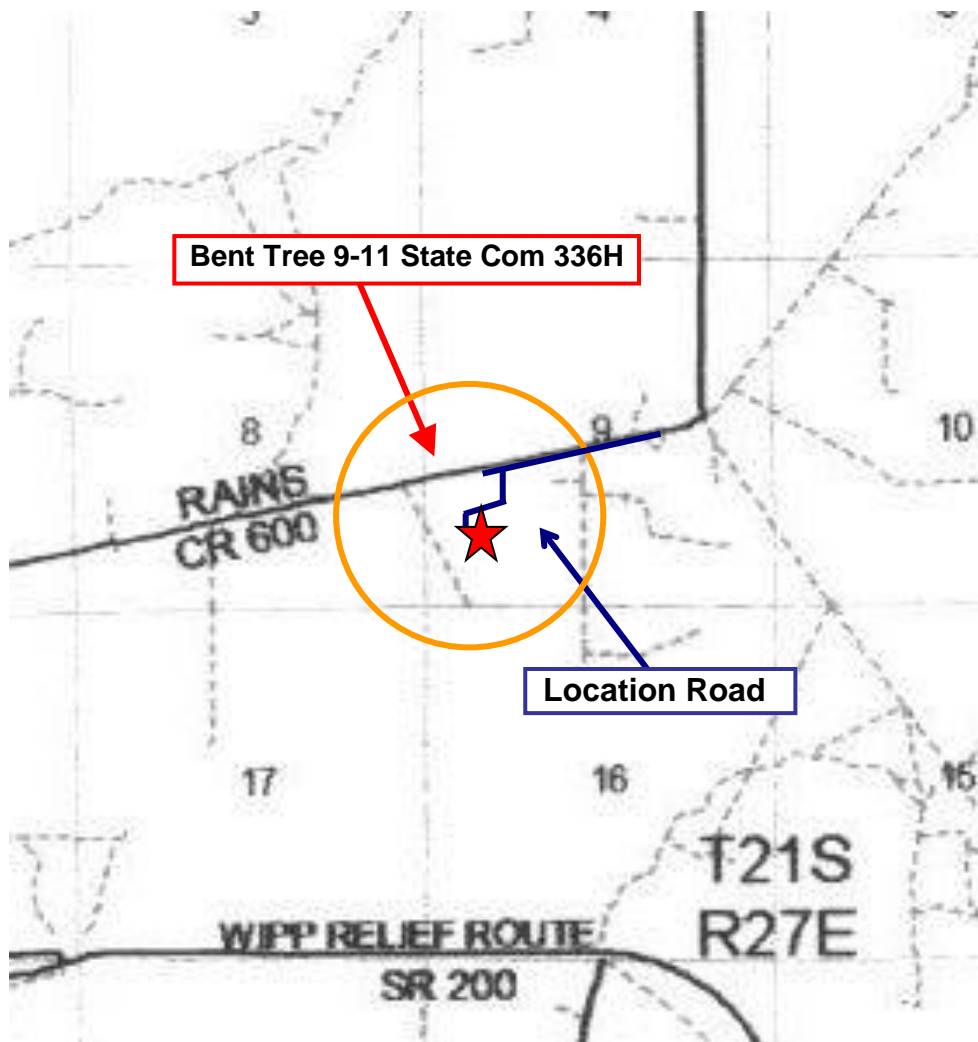 Bent Tree 9-11 State Com 336H
8
9
10
RAINS
CR 600
Location Road
17
16
15
T21S
R27E
WIPP RELIEF ROUTE
SR 200